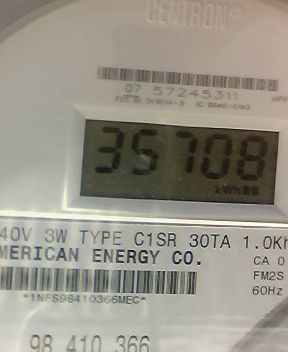 CENTRON®
07 57245311
35708
kWh
40V 3W TYPE C1SR 30TA 1.0Kh
MERICAN ENERGY CO.
CA 0
FM2S
*1NFS98410366MEC*
60Hz
98 410 366